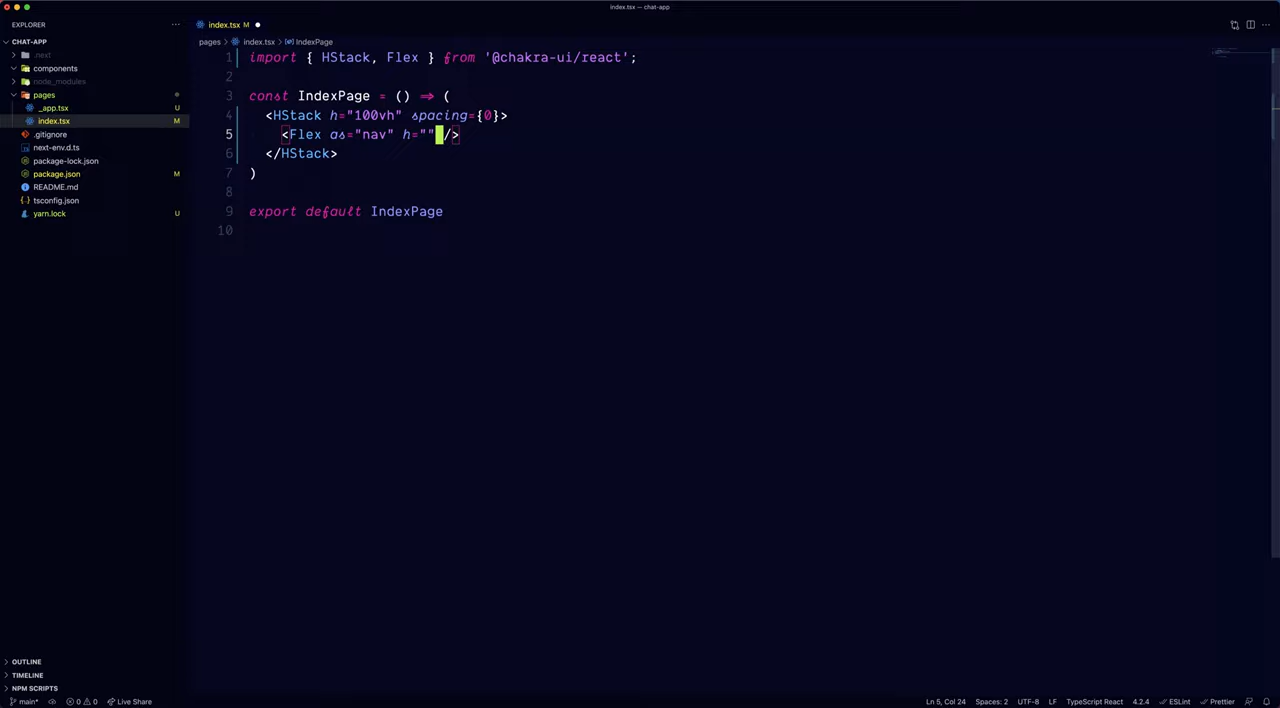 index.tsx — chat-app
EXPLORER
CHAT-APP
.next
components
node_modules
pages
_app.tsx U
index.tsx M
.gitignore
next-env.d.ts
package-lock.json
package.json M
README.md
tsconfig.json
yarn.lock U
OUTLINE
TIMELINE
NPM SCRIPTS
index.tsx M
pages > index.tsx > IndexPage
1 import { HStack, Flex } from '@chakra-ui/react';
2
3 const IndexPage = () => (
4 <HStack h="100vh" spacing={0}>
5 <Flex as="nav" h="" />
6 </HStack>
7 )
8
9 export default IndexPage
10
main* 0 0 Live Share Ln 5, Col 24 Spaces: 2 UTF-8 LF TypeScript React 4.2.4 ESLint Prettier